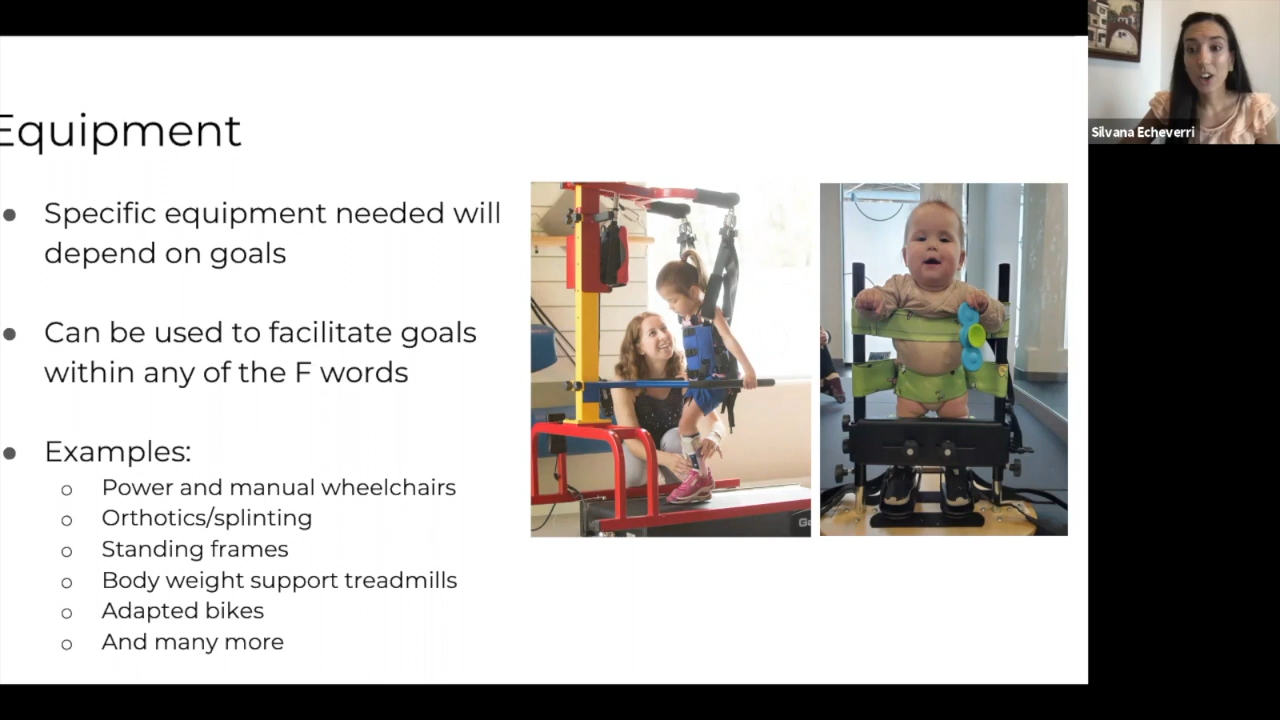 Equipment
● Specific equipment needed will
depend on goals
● Can be used to facilitate goals
within any of the F words
● Examples:
○ Power and manual wheelchairs
○ Orthotics/splinting
○ Standing frames
○ Body weight support treadmills
○ Adapted bikes
○ And many more
Silvana Echeverri